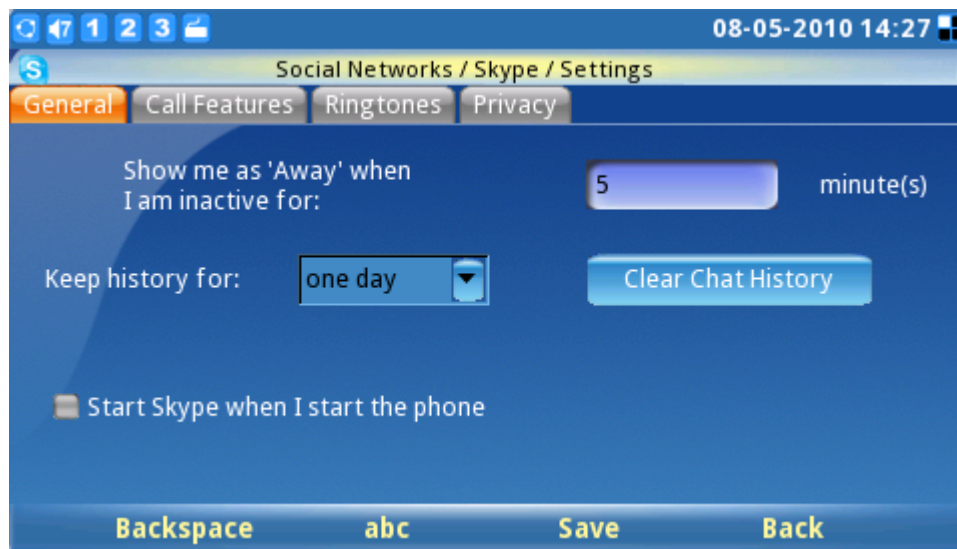 7 1 2 3 08-05-2010 14:27
S Social Networks / Skype / Settings
General Call Features Ringtones Privacy
Show me as 'Away' when
I am inactive for:
5 minute(s)
Keep history for: one day Clear Chat History
Start Skype when I start the phone
Backspace abc Save Back